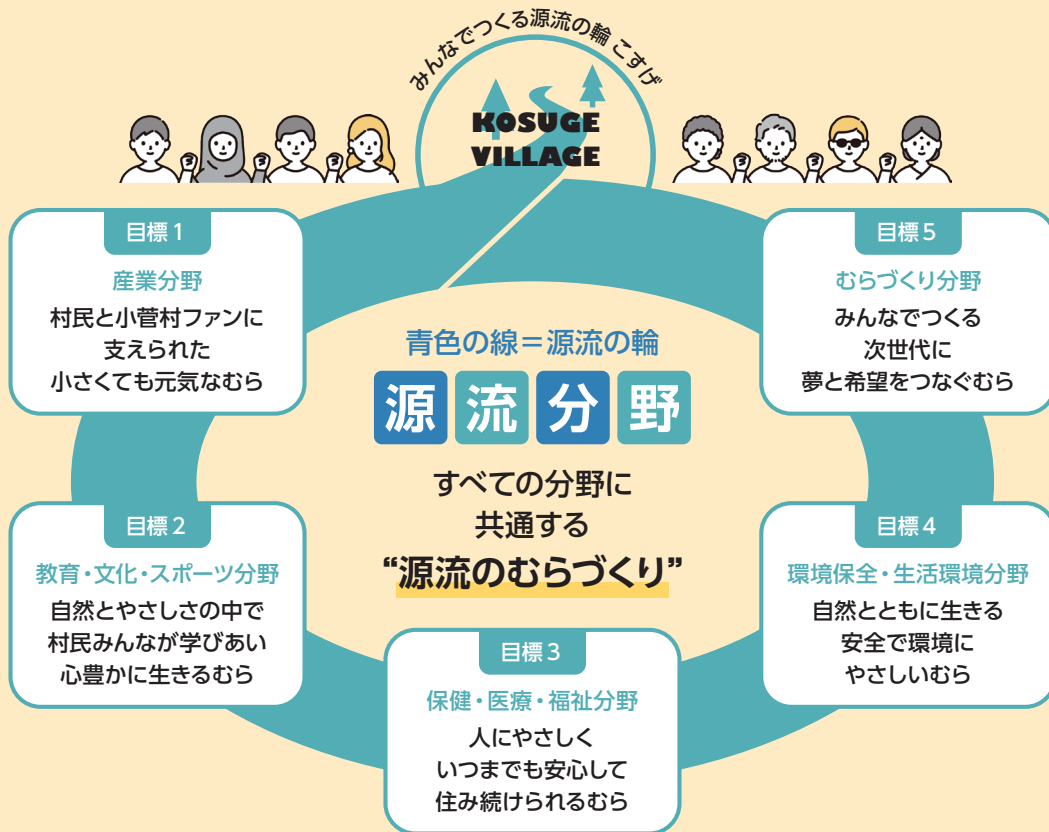 みんなでつくる源流の輪 こすげ
KOSUGE
VILLAGE
目標1
産業分野
村民と小菅村ファンに
支えられた
小さくても元気なむら
目標5
むらづくり分野
みんなでつくる
次世代に
夢と希望をつなぐむら
青色の線＝源流の輪
源流分野
すべての分野に
共通する
“源流のむらづくり”
目標2
教育・文化・スポーツ分野
自然とやさしさの中で
村民みんなが学びあい
心豊かに生きるむら
目標4
環境保全・生活環境分野
自然とともに生きる
安全で環境に
やさしいむら
目標3
保健・医療・福祉分野
人にやさしく
いつまでも安心して
住み続けられるむら